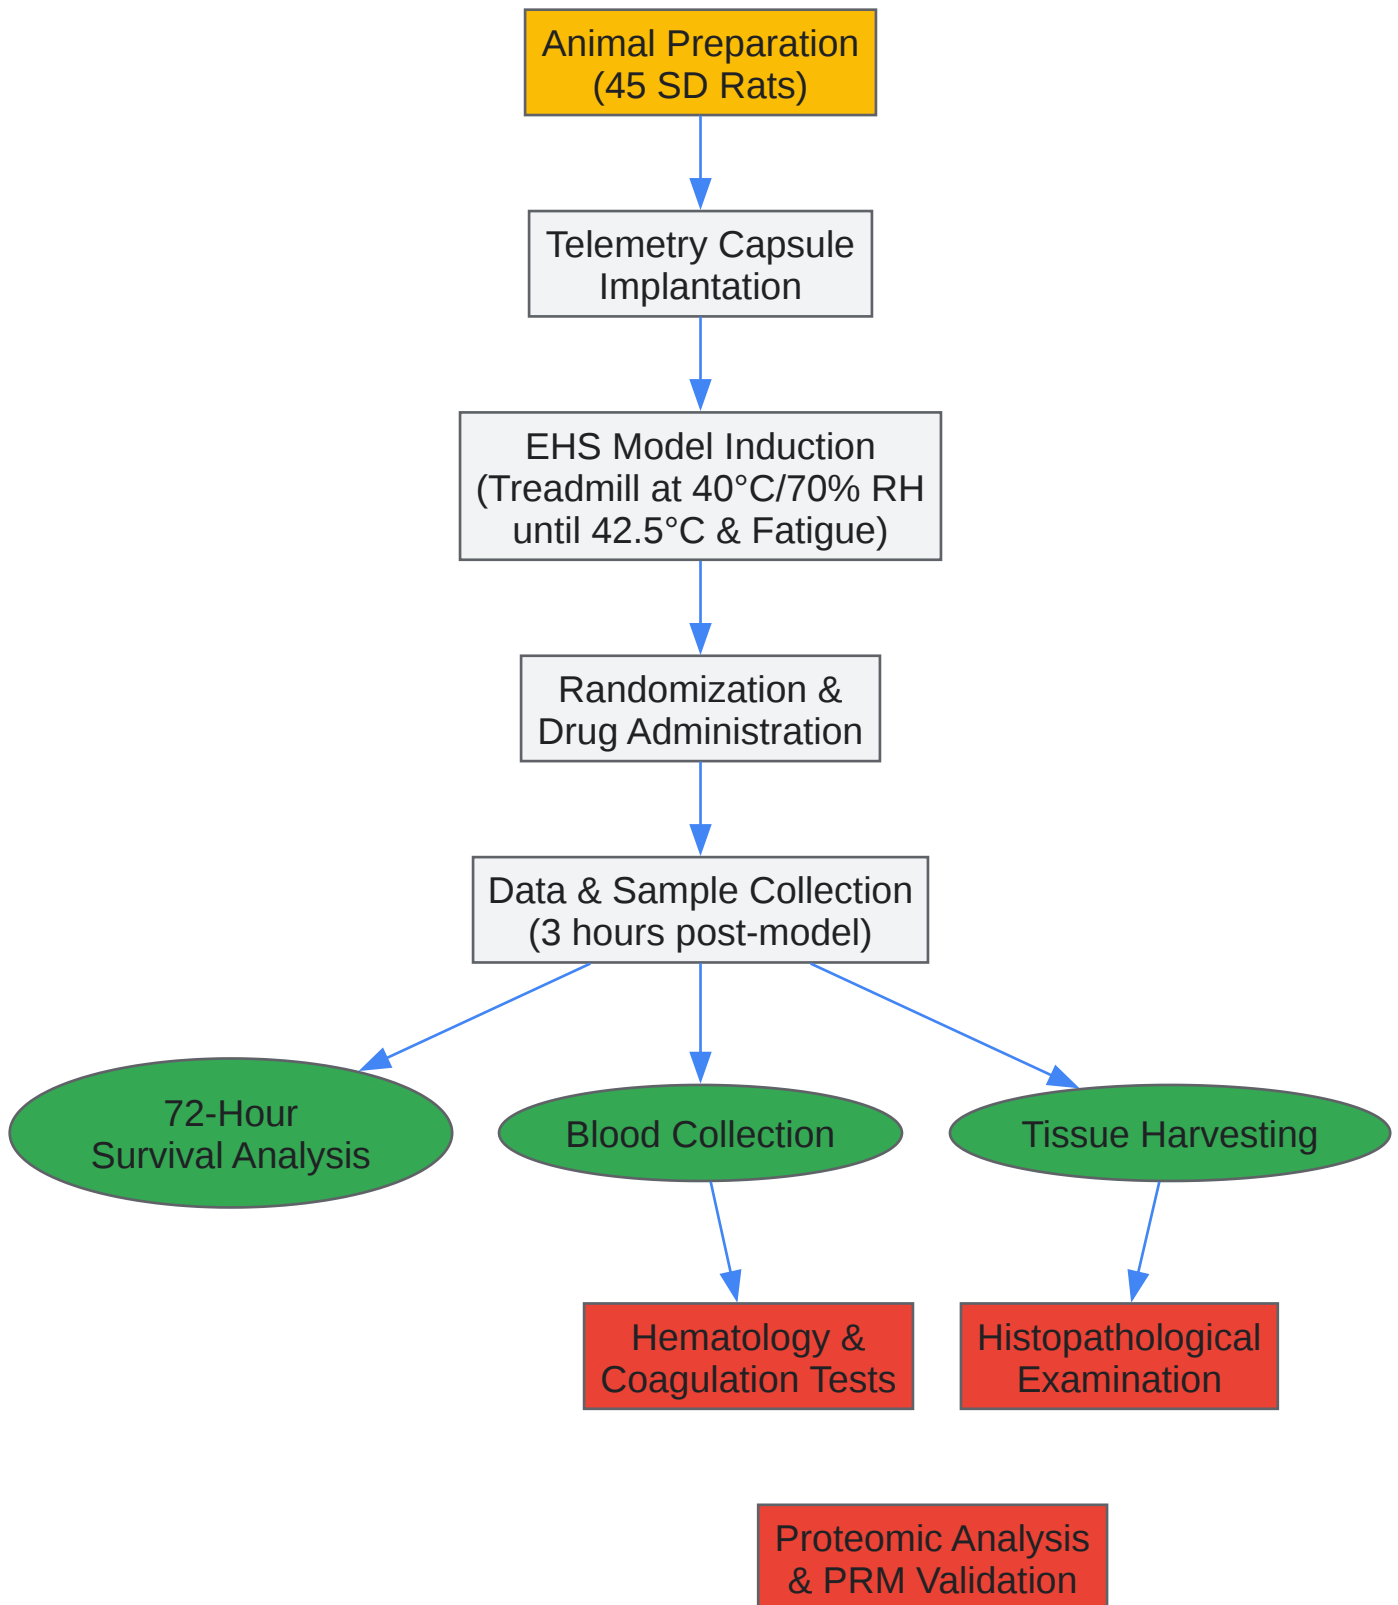 Animal Preparation
(45 SD Rats)
Telemetry Capsule
Implantation
EHS Model Induction
(Treadmill at 40°C/70% RH
until 42.5°C & Fatigue)
Randomization &
Drug Administration
Data & Sample Collection
(3 hours post-model)
72-Hour
Survival Analysis
Blood Collection
Tissue Harvesting
Hematology &
Coagulation Tests
Histopathological
Examination
Proteomic Analysis
& PRM Validation